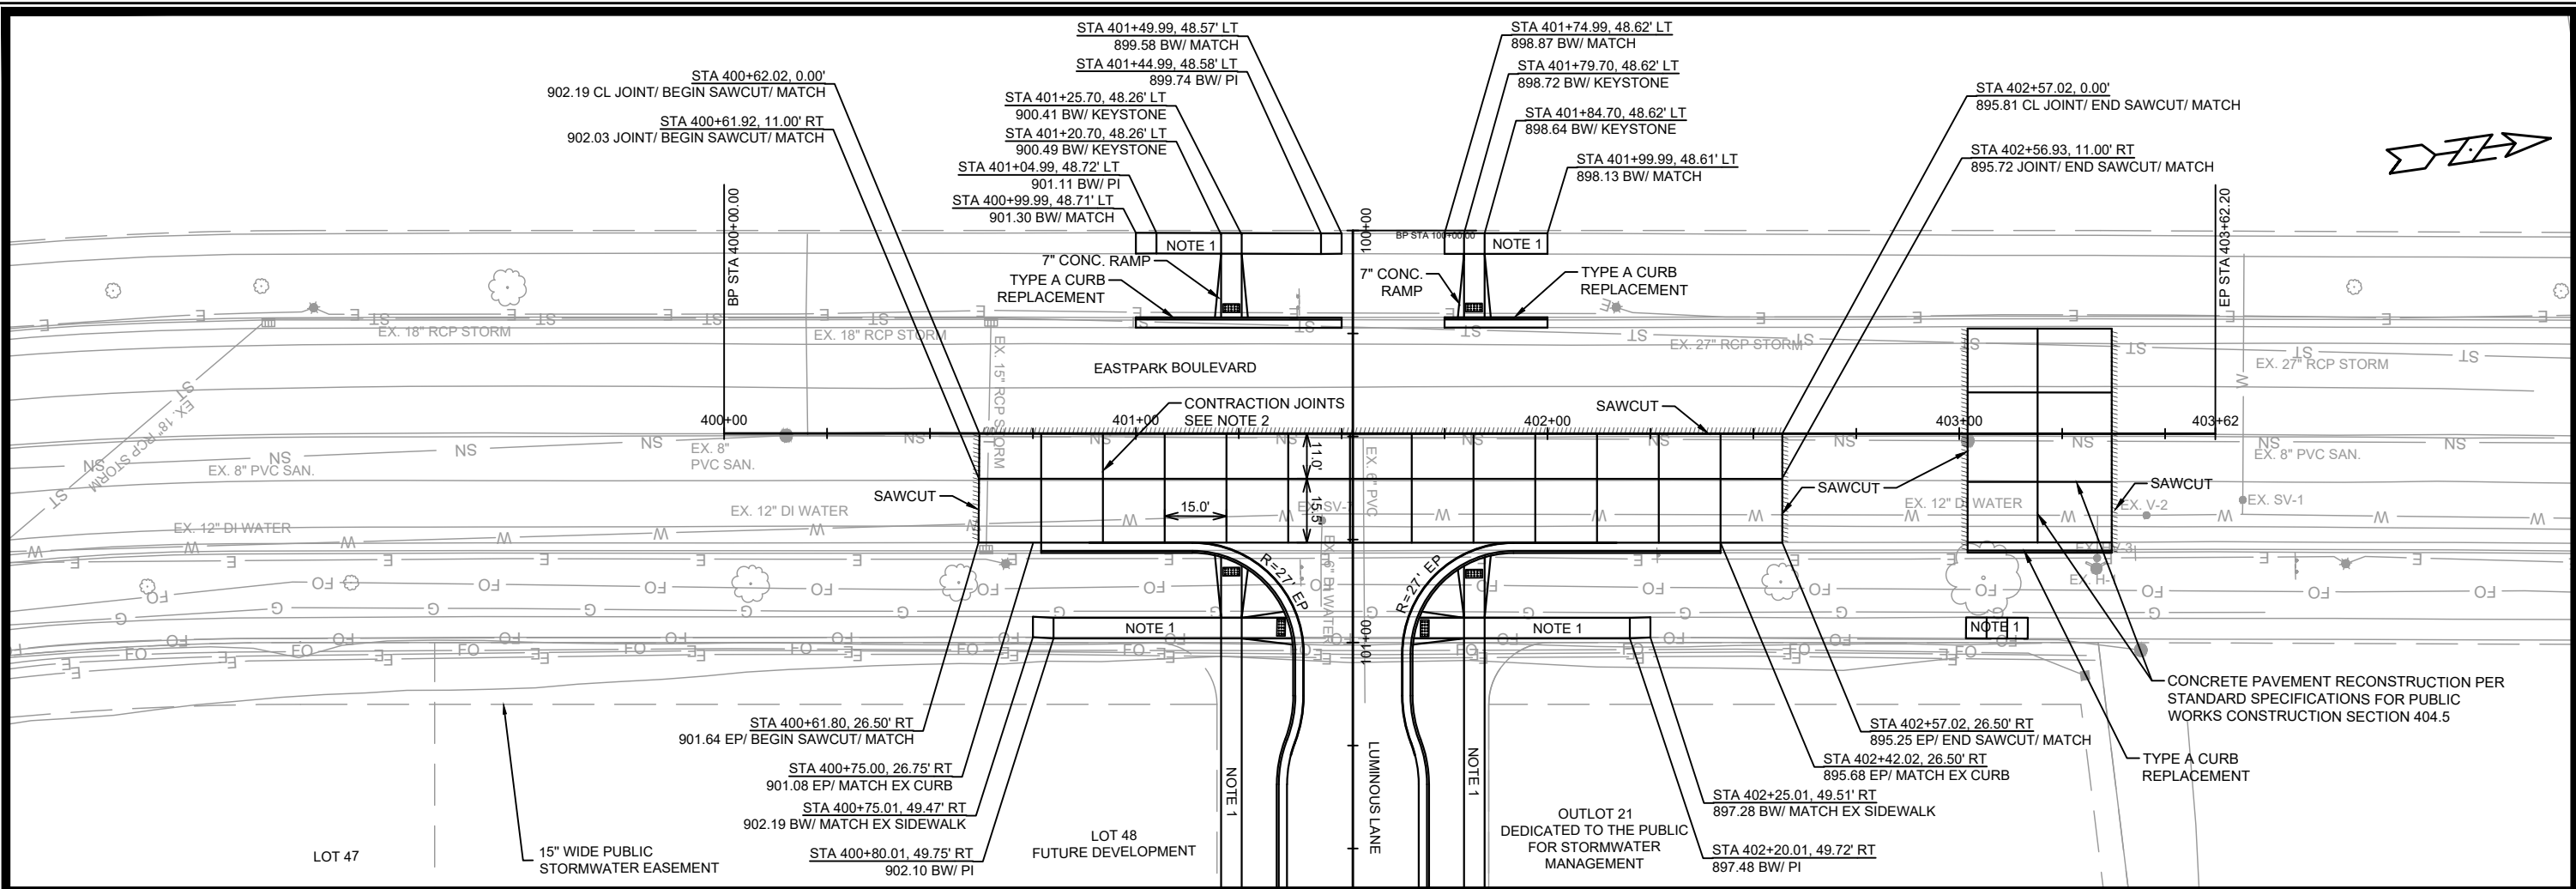 STA 401+49.99, 48.57' LT
899.58 BW/ MATCH
STA 401+44.99, 48.58' LT
899.74 BW/ PI
STA 401+25.70, 48.26' LT
900.41 BW/ KEYSTONE
STA 401+20.70, 48.26' LT
900.49 BW/ KEYSTONE
STA 401+04.99, 48.72' LT
901.11 BW/ PI
STA 400+99.99, 48.71' LT
901.30 BW/ MATCH
STA 400+62.02, 0.00'
902.19 CL JOINT/ BEGIN SAWCUT/ MATCH
STA 400+61.92, 11.00' RT
902.03 JOINT/ BEGIN SAWCUT/ MATCH
STA 401+74.99, 48.62' LT
898.87 BW/ MATCH
STA 401+79.70, 48.62' LT
898.72 BW/ KEYSTONE
STA 401+84.70, 48.62' LT
898.64 BW/ KEYSTONE
STA 401+99.99, 48.61' LT
898.13 BW/ MATCH
STA 402+57.02, 0.00'
895.81 CL JOINT/ END SAWCUT/ MATCH
STA 402+56.93, 11.00' RT
895.72 JOINT/ END SAWCUT/ MATCH
BP STA 400+00.00
EP STA 403+62.20
100+00
BP STA 100+00.00
NOTE 1
NOTE 1
7" CONC. RAMP
TYPE A CURB
REPLACEMENT
7" CONC.
RAMP
TYPE A CURB
REPLACEMENT
EX. 18" RCP STORM
EX. 18" RCP STORM
EX. 15" RCP STORM
EX. 27" RCP STORM
EX. 27" RCP STORM
EX. 18" RCP STORM
EASTPARK BOULEVARD
CONTRACTION JOINTS
SEE NOTE 2
SAWCUT
400+00
401+00
402+00
403+00
403+62
EX. 8" PVC SAN.
EX. 8"
PVC SAN.
EX. 8" PVC SAN.
11.0'
15.5'
15.0'
EX. 6" PVC
SAWCUT
SAWCUT
SAWCUT
EX. 12" DI WATER
EX. 12" DI WATER
EX. 12" DI WATER
EX. V-2
EX. SV-1
R=27' EP
R=27' EP
NOTE 1
NOTE 1
NOTE 1
101+00
STA 400+61.80, 26.50' RT
901.64 EP/ BEGIN SAWCUT/ MATCH
STA 400+75.00, 26.75' RT
901.08 EP/ MATCH EX CURB
STA 400+75.01, 49.47' RT
902.19 BW/ MATCH EX SIDEWALK
STA 400+80.01, 49.75' RT
902.10 BW/ PI
NOTE 1
LUMINOUS LANE
NOTE 1
STA 402+57.02, 26.50' RT
895.25 EP/ END SAWCUT/ MATCH
STA 402+42.02, 26.50' RT
895.68 EP/ MATCH EX CURB
STA 402+25.01, 49.51' RT
897.28 BW/ MATCH EX SIDEWALK
STA 402+20.01, 49.72' RT
897.48 BW/ PI
CONCRETE PAVEMENT RECONSTRUCTION PER
STANDARD SPECIFICATIONS FOR PUBLIC
WORKS CONSTRUCTION SECTION 404.5
TYPE A CURB
REPLACEMENT
LOT 47
15" WIDE PUBLIC
STORMWATER EASEMENT
LOT 48
FUTURE DEVELOPMENT
OUTLOT 21
DEDICATED TO THE PUBLIC
FOR STORMWATER
MANAGEMENT